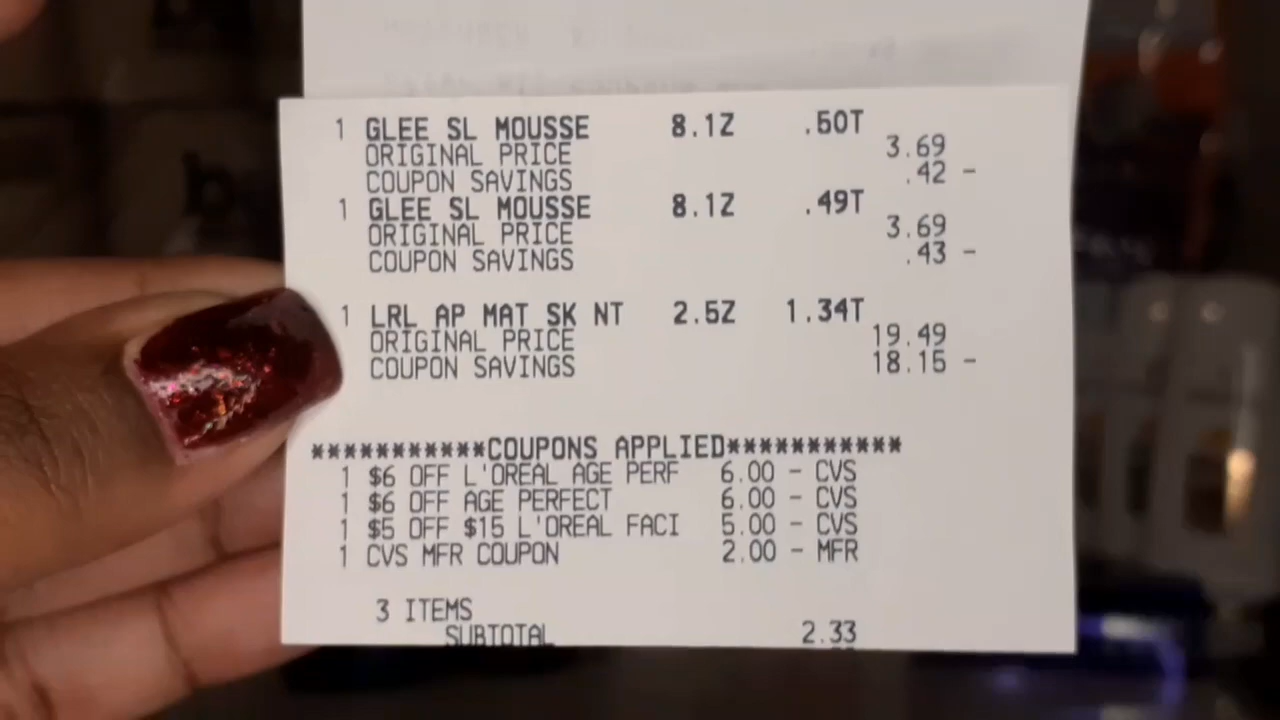 1 GLEE SL MOUSSE 8.1Z .50T
ORIGINAL PRICE 3.69
COUPON SAVINGS .42 -
1 GLEE SL MOUSSE 8.1Z .49T
ORIGINAL PRICE 3.69
COUPON SAVINGS .43 -
1 LRL AP MAT SK NT 2.5Z 1.34T
ORIGINAL PRICE 19.49
COUPON SAVINGS 18.15 -
***********COUPONS APPLIED***********
1 $6 OFF L'OREAL AGE PERF 6.00 - CVS
1 $6 OFF AGE PERFECT 6.00 - CVS
1 $5 OFF $15 L'OREAL FACI 5.00 - CVS
1 CVS MFR COUPON 2.00 - MFR
3 ITEMS
SUBTOTAL 2.33